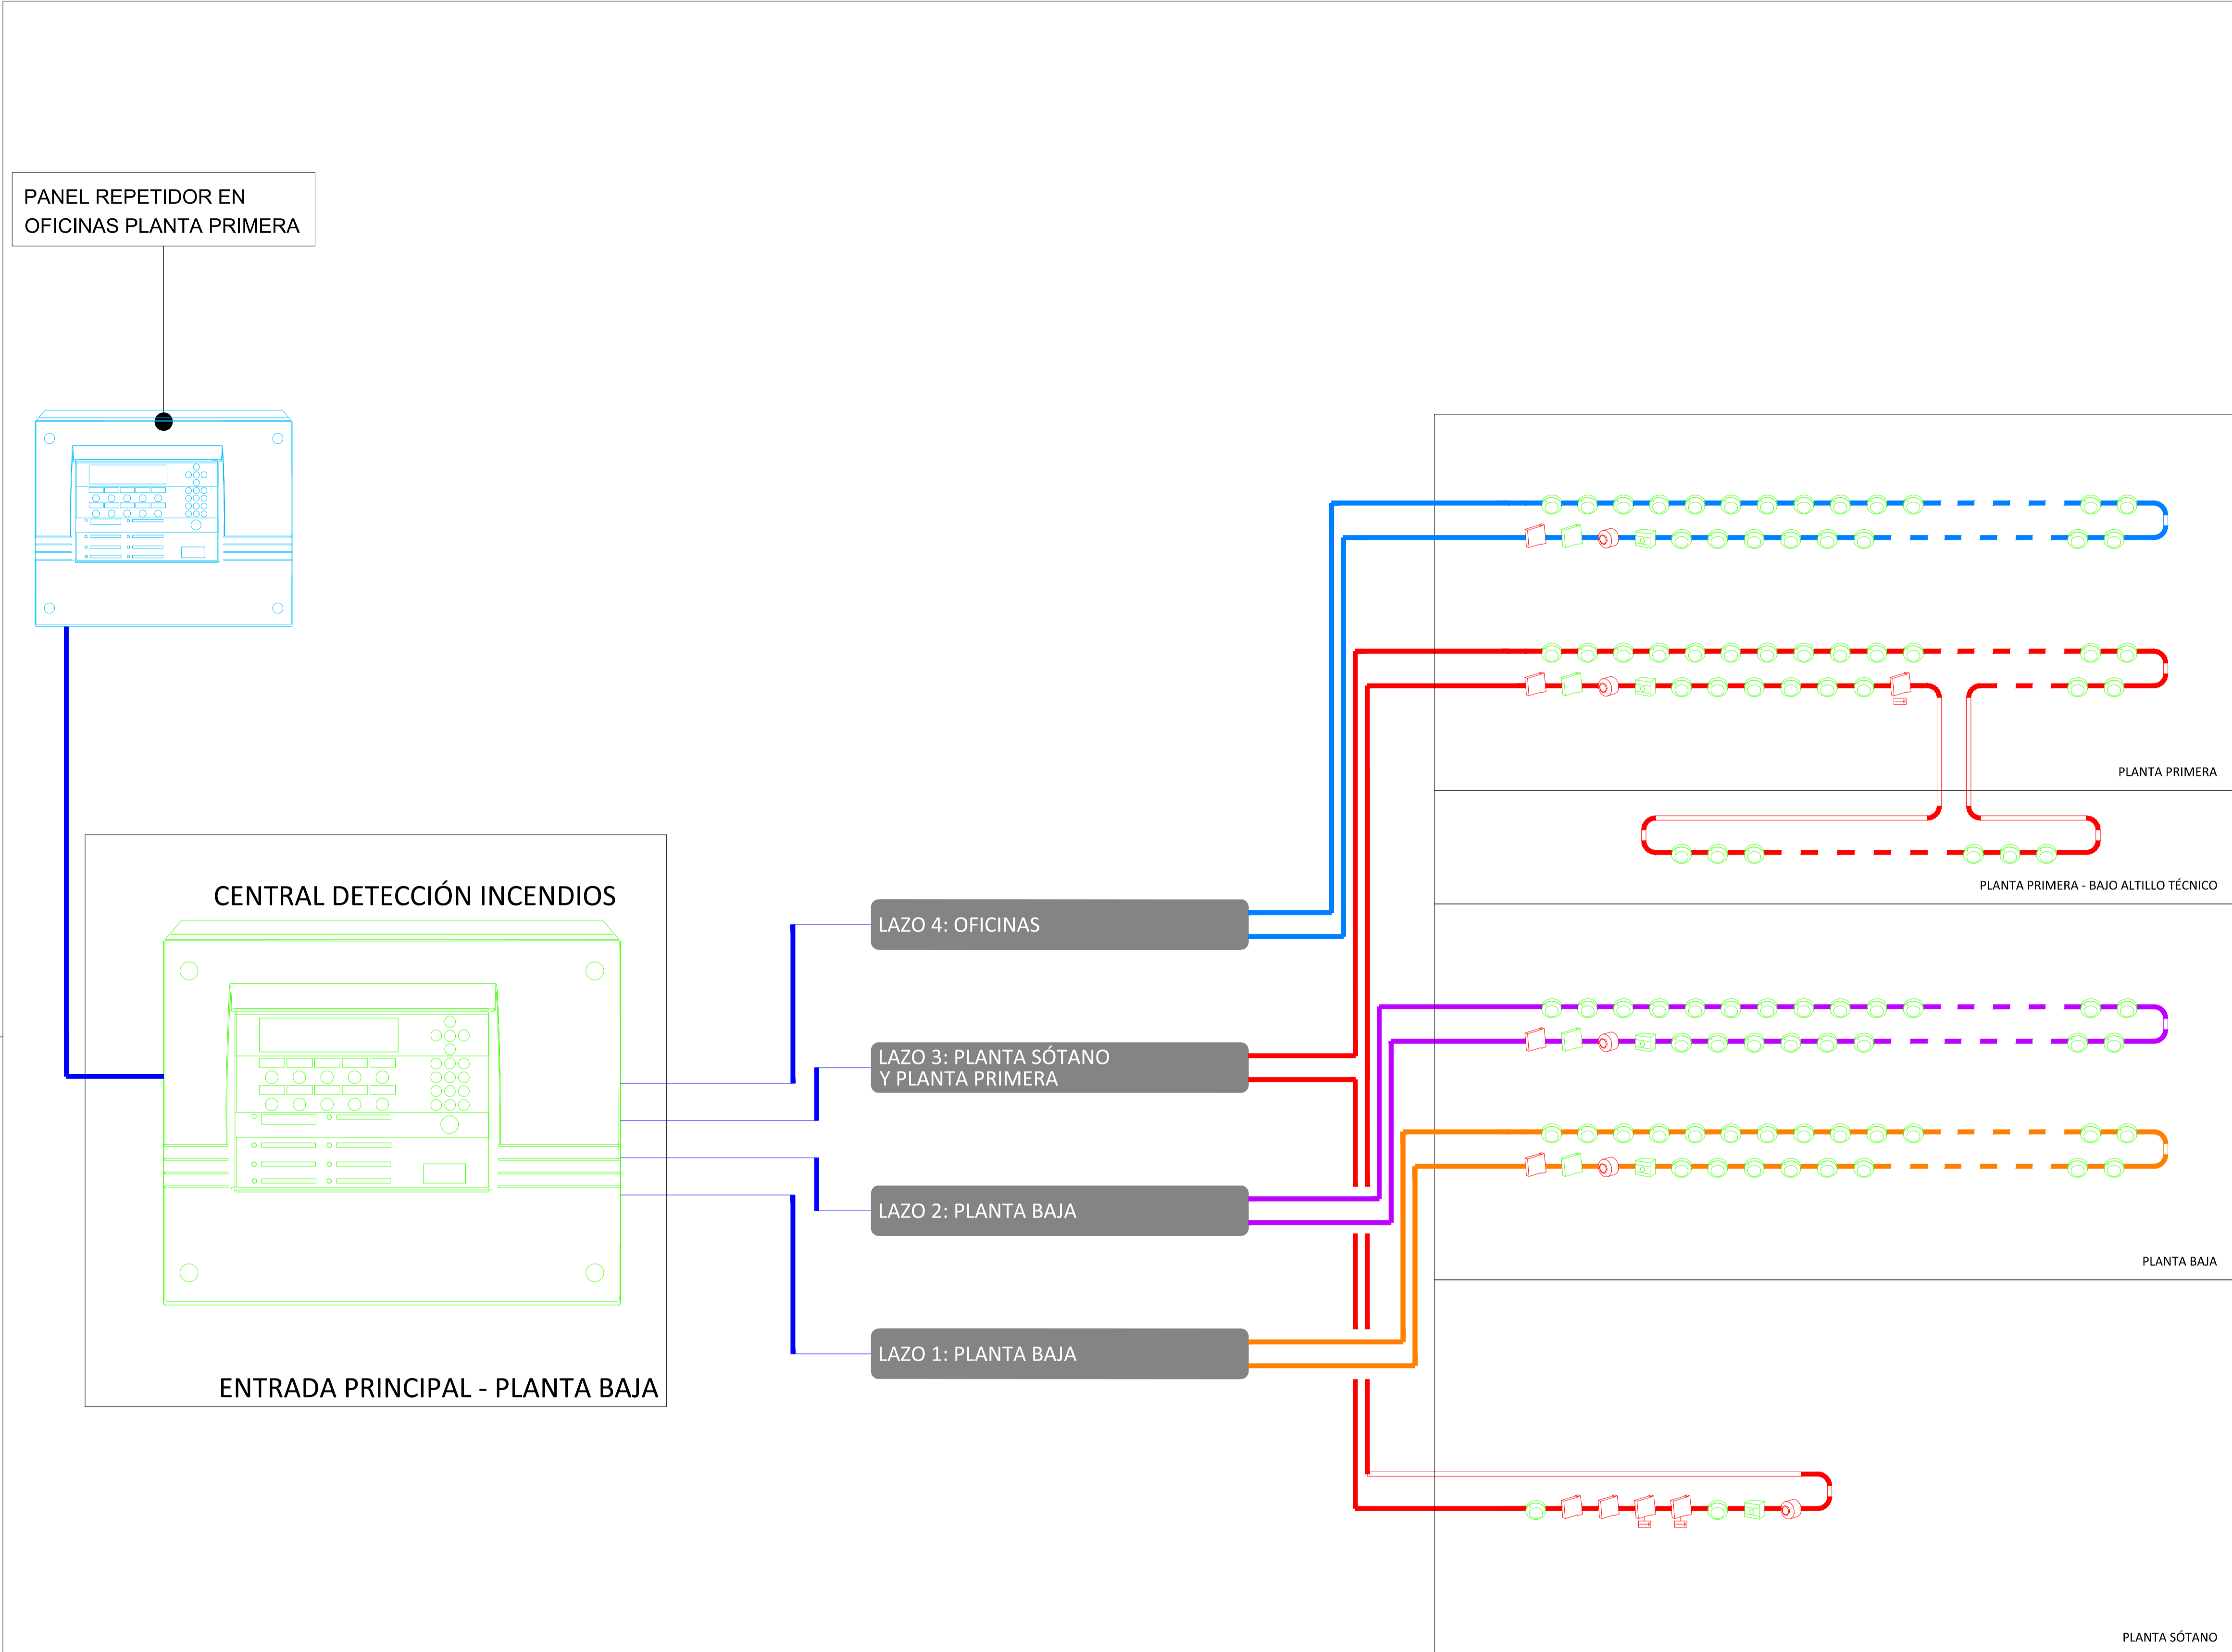 PANEL REPETIDOR EN
OFICINAS PLANTA PRIMERA
CENTRAL DETECCIÓN INCENDIOS
ENTRADA PRINCIPAL - PLANTA BAJA
LAZO 4: OFICINAS
LAZO 3: PLANTA SÓTANO
Y PLANTA PRIMERA
LAZO 2: PLANTA BAJA
LAZO 1: PLANTA BAJA
PLANTA PRIMERA
PLANTA PRIMERA - BAJO ALTILLO TÉCNICO
PLANTA BAJA
PLANTA SÓTANO